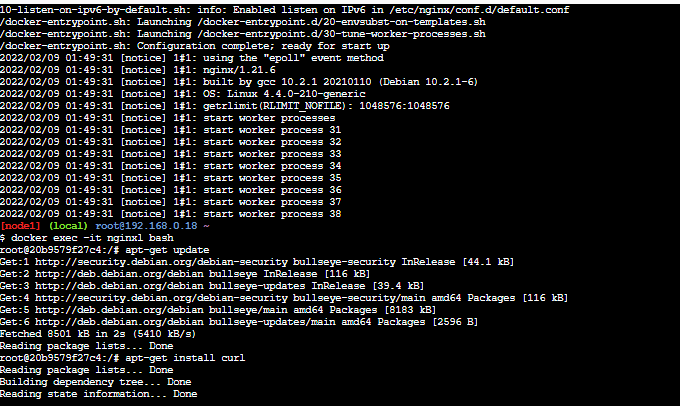 10-listen-on-ipv6-by-default.sh: info: Enabled listen on IPv6 in /etc/nginx/conf.d/default.conf
/docker-entrypoint.sh: Launching /docker-entrypoint.d/20-envsubst-on-templates.sh
/docker-entrypoint.sh: Launching /docker-entrypoint.d/30-tune-worker-processes.sh
/docker-entrypoint.sh: Configuration complete; ready for start up
2022/02/09 01:49:31 [notice] 1#1: using the "epoll" event method
2022/02/09 01:49:31 [notice] 1#1: nginx/1.21.6
2022/02/09 01:49:31 [notice] 1#1: built by gcc 10.2.1 20210110 (Debian 10.2.1-6)
2022/02/09 01:49:31 [notice] 1#1: OS: Linux 4.4.0-210-generic
2022/02/09 01:49:31 [notice] 1#1: getrlimit(RLIMIT_NOFILE): 1048576:1048576
2022/02/09 01:49:31 [notice] 1#1: start worker processes
2022/02/09 01:49:31 [notice] 1#1: start worker process 31
2022/02/09 01:49:31 [notice] 1#1: start worker process 32
2022/02/09 01:49:31 [notice] 1#1: start worker process 33
2022/02/09 01:49:31 [notice] 1#1: start worker process 34
2022/02/09 01:49:31 [notice] 1#1: start worker process 35
2022/02/09 01:49:31 [notice] 1#1: start worker process 36
2022/02/09 01:49:31 [notice] 1#1: start worker process 37
2022/02/09 01:49:31 [notice] 1#1: start worker process 38
[node1] (local) root@192.168.0.18 ~
$ docker exec -it nginx1 bash
root@20b9579f27c4:/# apt-get update
Get:1 http://security.debian.org/debian-security bullseye-security InRelease [44.1 kB]
Get:2 http://deb.debian.org/debian bullseye InRelease [116 kB]
Get:3 http://deb.debian.org/debian bullseye-updates InRelease [39.4 kB]
Get:4 http://security.debian.org/debian-security bullseye-security/main amd64 Packages [116 kB]
Get:5 http://deb.debian.org/debian bullseye/main amd64 Packages [8183 kB]
Get:6 http://deb.debian.org/debian bullseye-updates/main amd64 Packages [2596 B]
Fetched 8501 kB in 2s (5410 kB/s)
Reading package lists... Done
root@20b9579f27c4:/# apt-get install curl
Reading package lists... Done
Building dependency tree... Done
Reading state information... Done